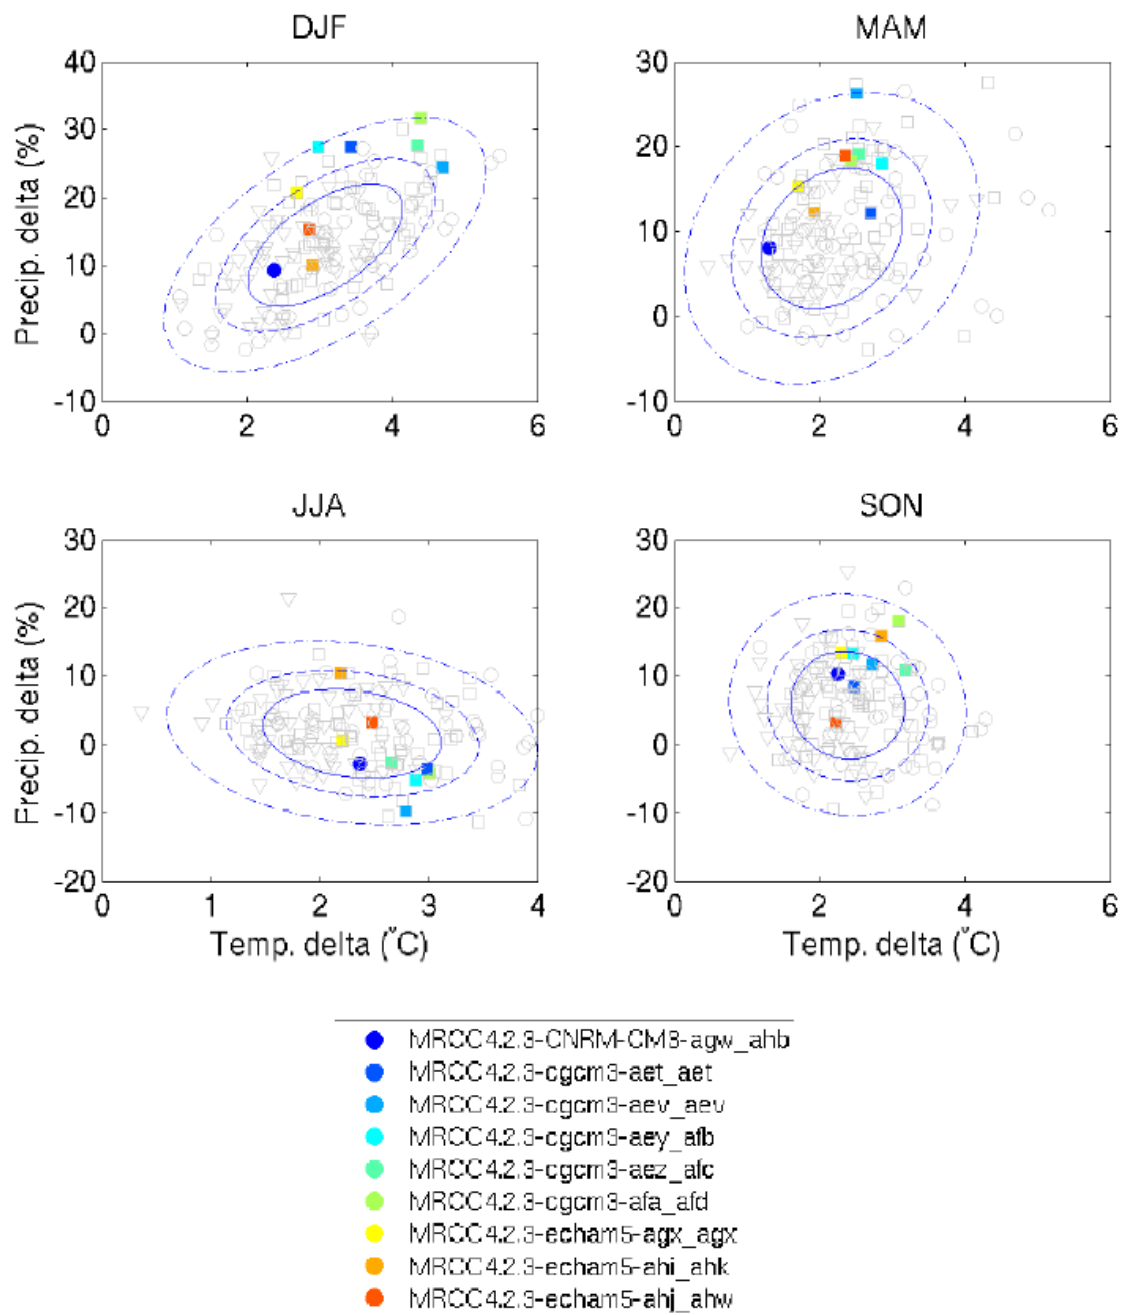 DJF
MAM
Precip. delta (%)
40
30
20
10
0
-10
0
2
4
6
30
20
10
0
-10
0
2
4
6
JJA
SON
Frecip. delta (%)
30
20
10
0
-10
-20
0
1
2
3
4
Temp. delta (˚C)
30
20
10
0
-10
-20
0
2
4
6
Temp. delta (˚C)
MRCC4.2.3-CNRM-CM3-agw_ahb
MRCC4.2.3-cgcm3-aet_aet
MRCC4.2.3-cgcm3-aev_aev
MRCC4.2.3-cgcm3-aey_afb
MRCC4.2.3-cgcm3-aez_afc
MRCC4.2.3-cgcm3-afa_afd
MRCC4.2.3-echam5-agx_agx
MRCC4.2.3-echam5-ahi_ahk
MRCC4.2.3-echam5-ahj_ahw